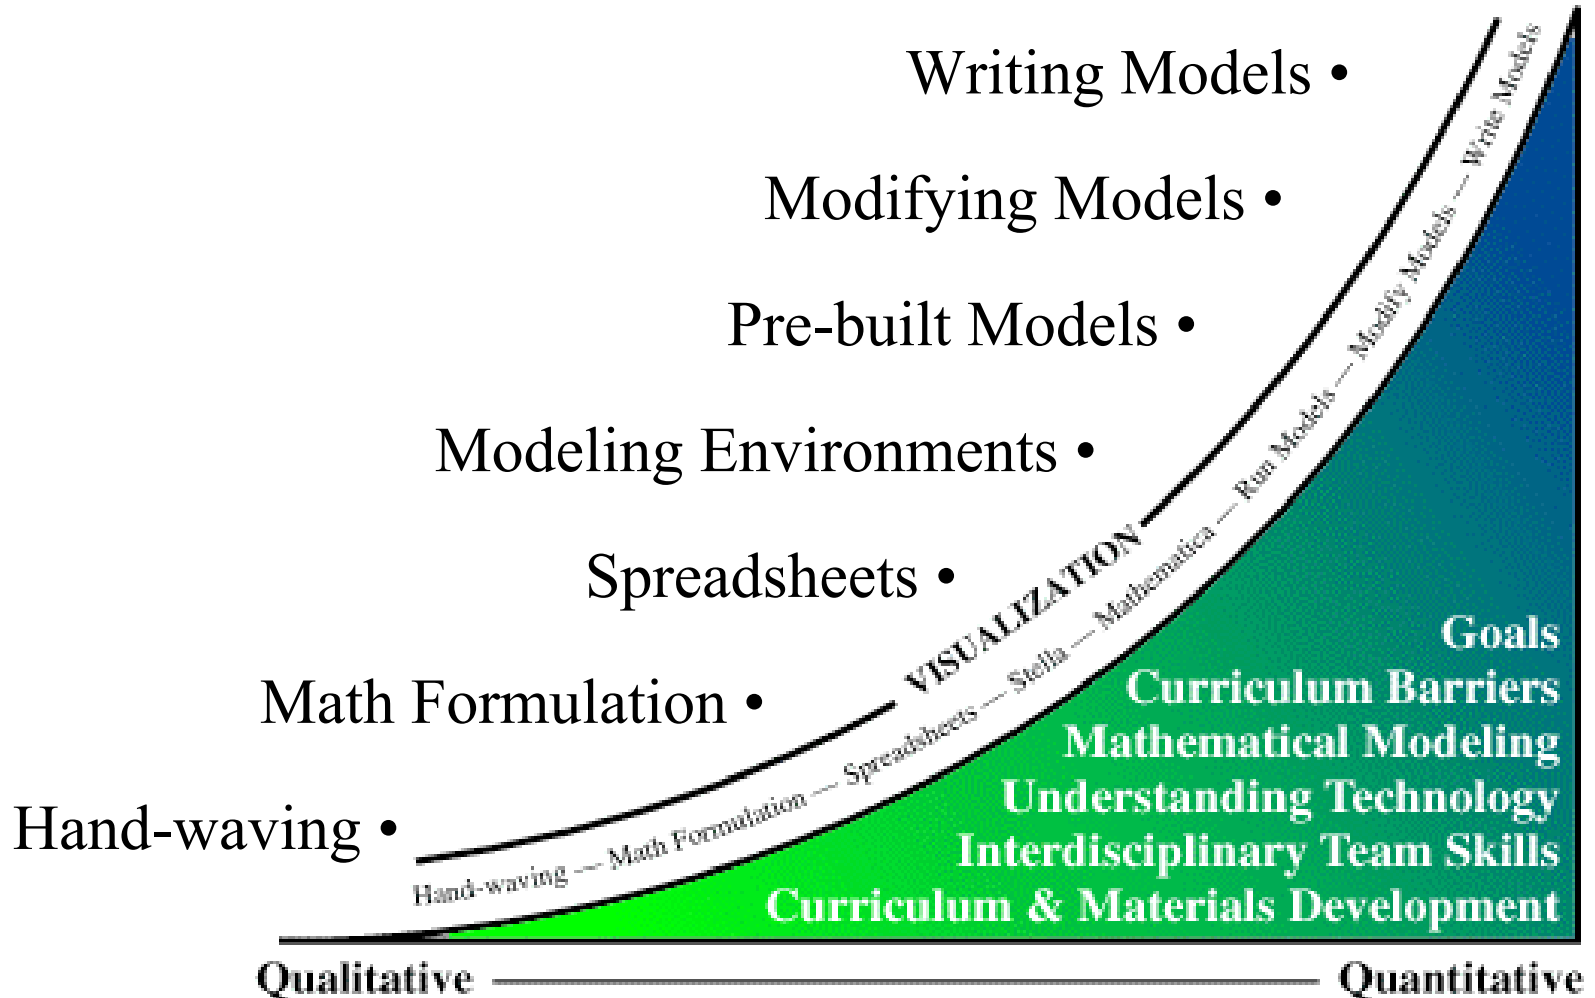 Writing Models •
Modifying Models •
Pre-built Models •
Modeling Environments •
Spreadsheets •
Math Formulation •
Hand-waving •
VISUALIZATION
Hand-waving — Math Formulation — Spreadsheets — Stella — Mathematica — Run Models — Modify Models — Write Models
Goals
Curriculum Barriers
Mathematical Modeling
Understanding Technology
Interdisciplinary Team Skills
Curriculum & Materials Development
Qualitative Quantitative